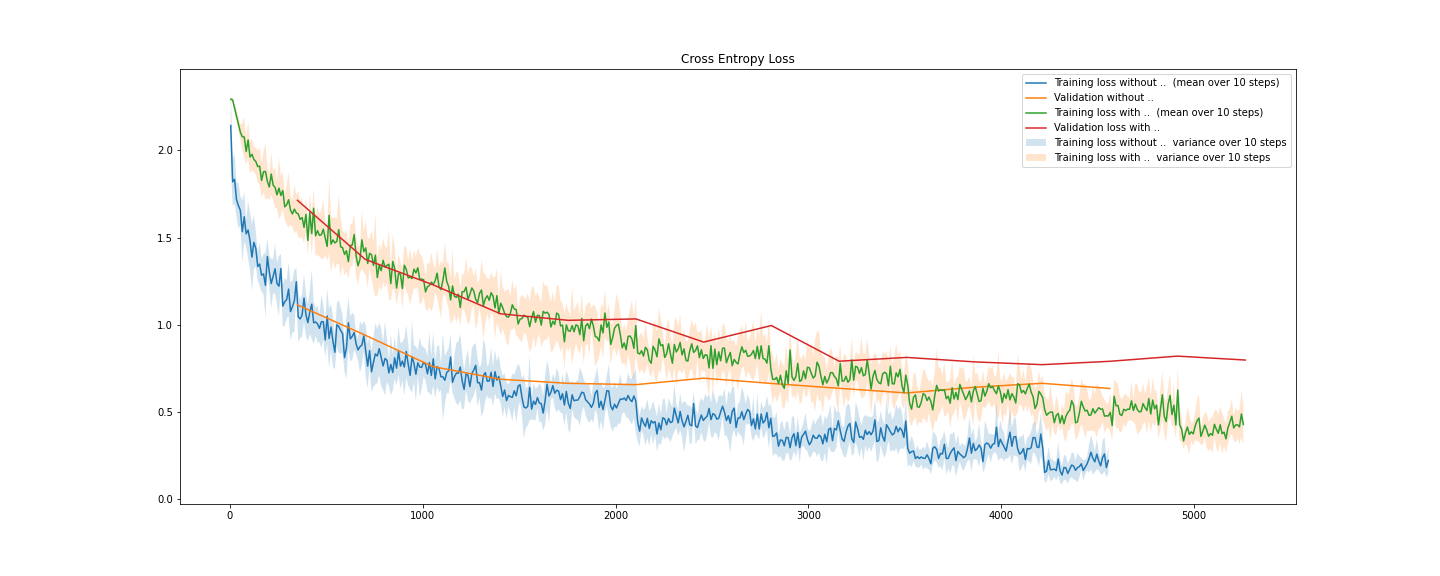 Cross Entropy Loss
Training loss without ..  (mean over 10 steps)
Validation without ..
Training loss with ..  (mean over 10 steps)
Validation loss with ..
Training loss without ..  variance over 10 steps
Training loss with ..  variance over 10 steps
2.0
1.5
1.0
0.5
0.0
0 1000 2000 3000 4000 5000